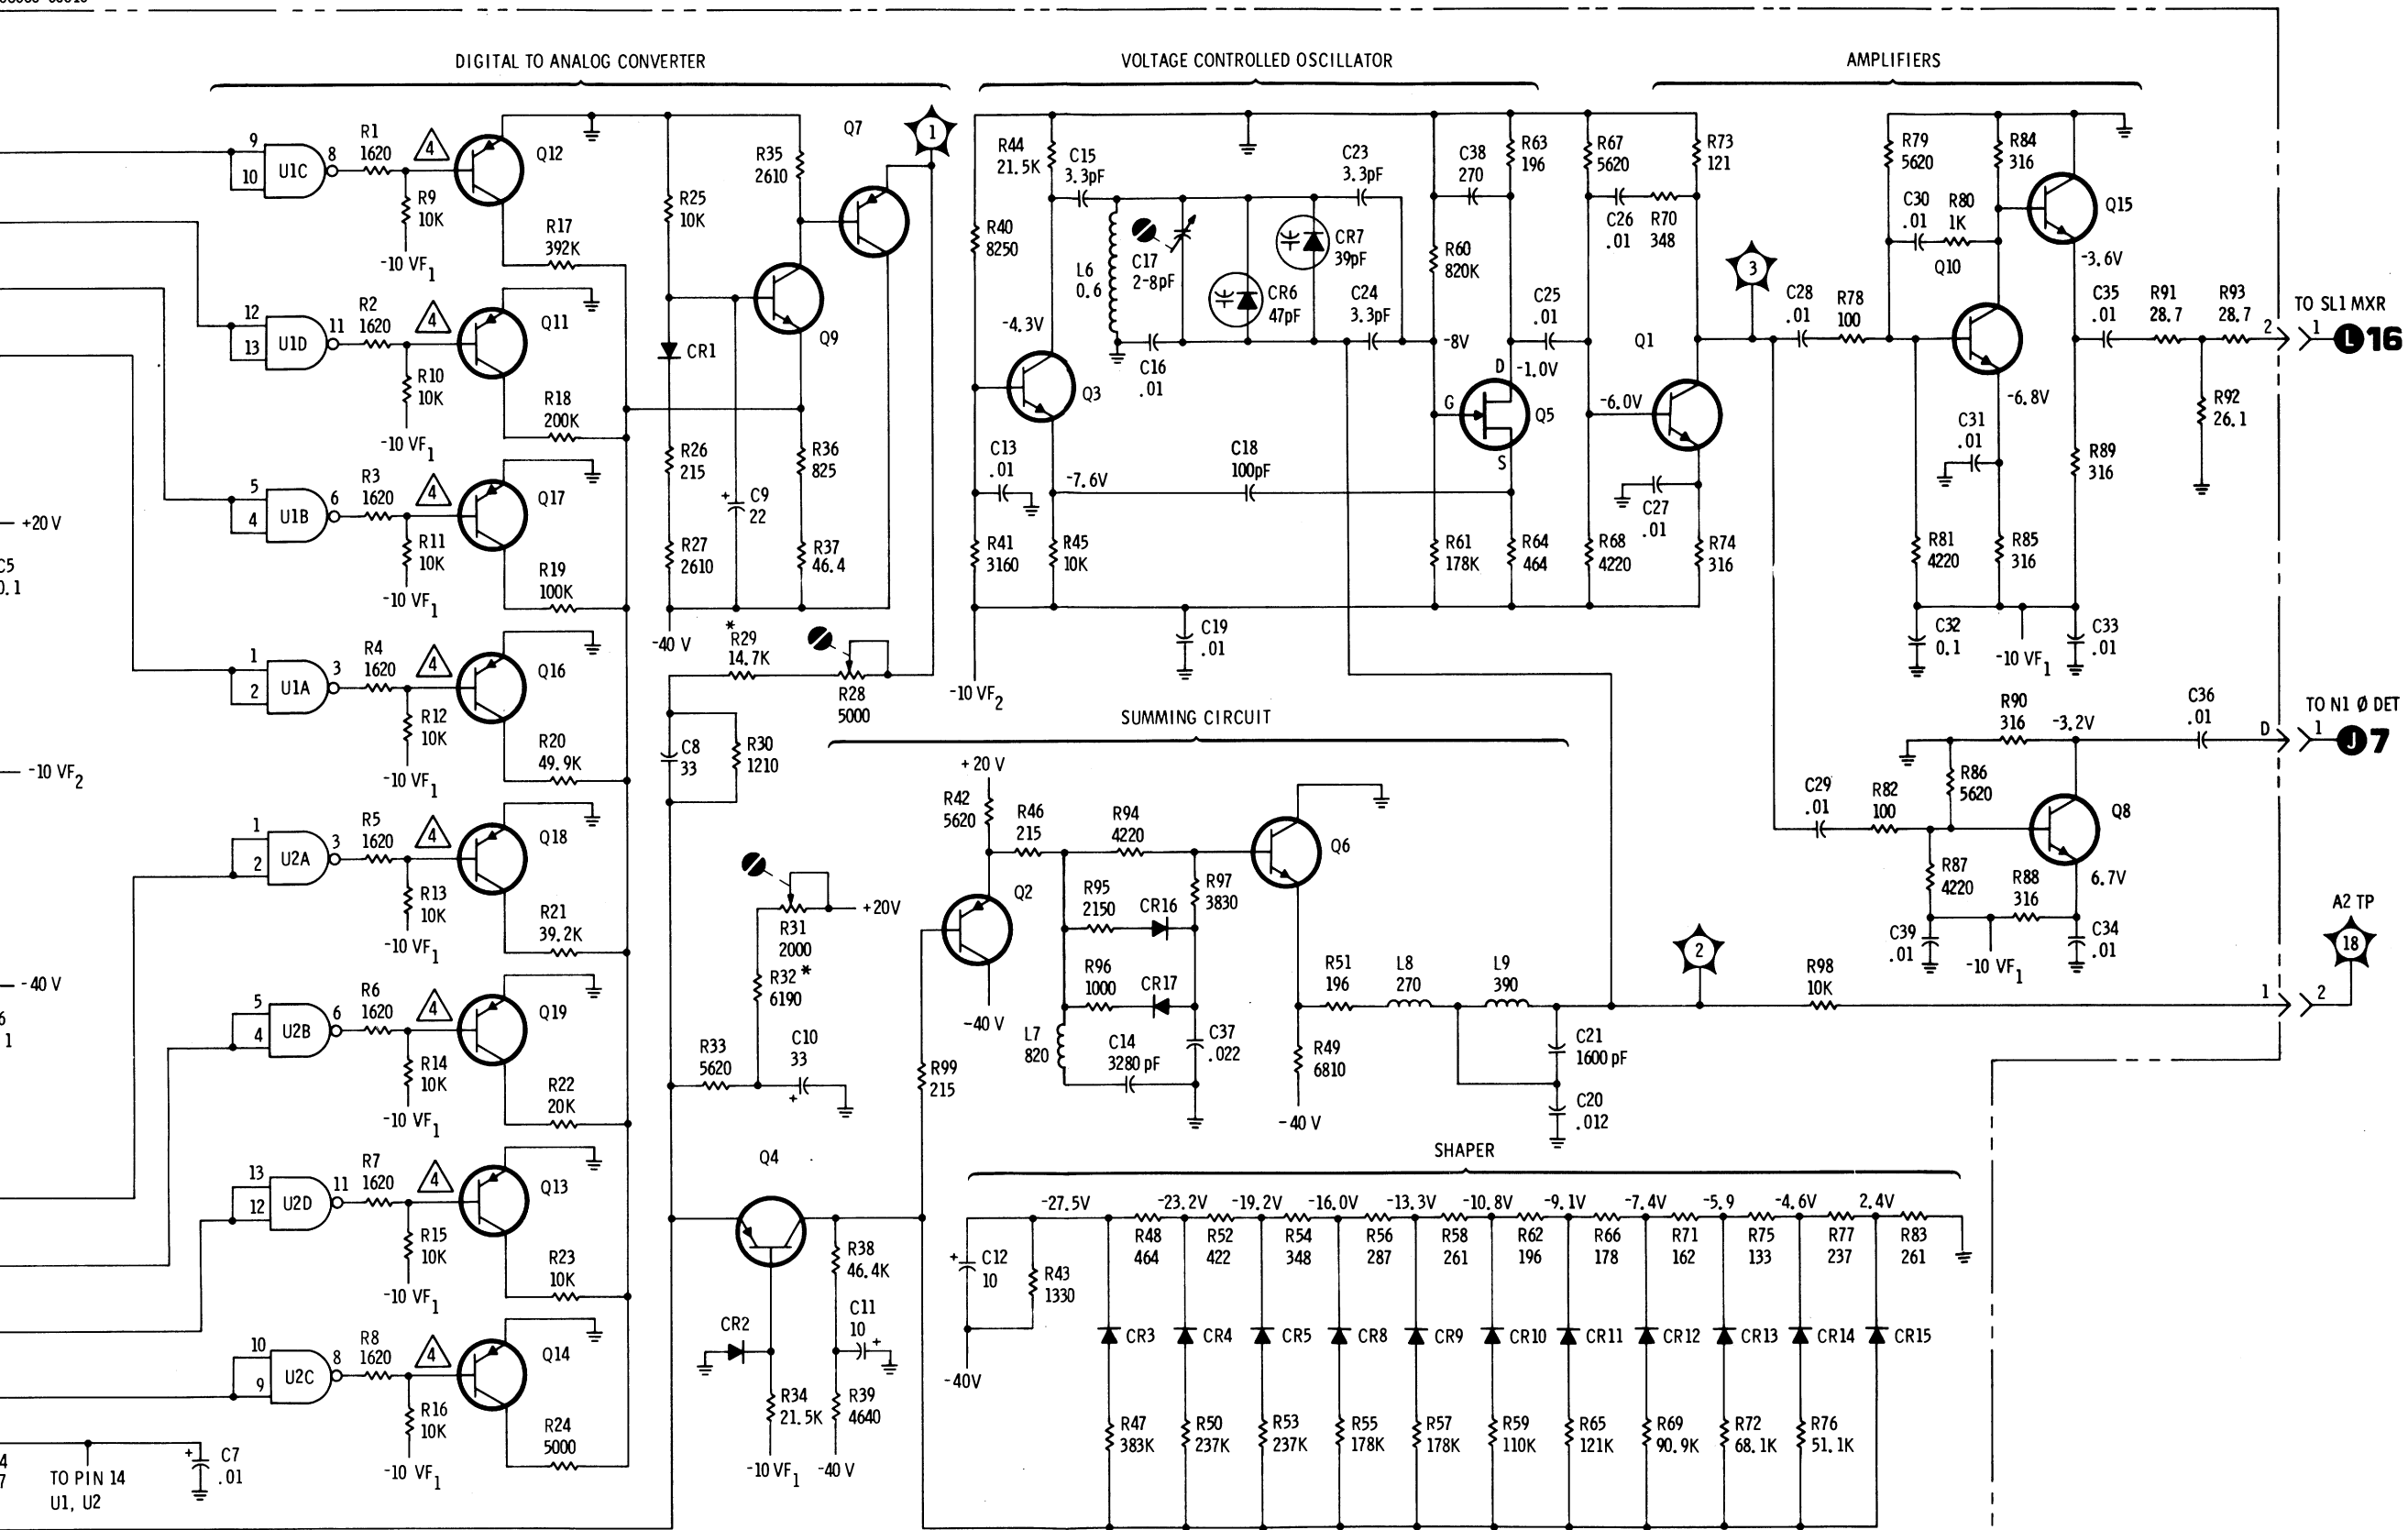 DIGITAL TO ANALOG CONVERTER
VOLTAGE CONTROLLED OSCILLATOR
AMPLIFIERS
9
10
U1C
8
R1
1620
4
Q12
R9
10K
-10 VF1
R17
392K
12
13
U1D
11
R2
1620
4
Q11
R10
10K
-10 VF1
R18
200K
5
4
U1B
6
R3
1620
4
Q17
R11
10K
-10 VF1
R19
100K
1
2
U1A
3
R4
1620
4
Q16
R12
10K
-10 VF1
R20
49.9K
1
2
U2A
3
R5
1620
4
Q18
R13
10K
-10 VF1
R21
39.2K
5
4
U2B
6
R6
1620
4
Q19
R14
10K
-10 VF1
R22
20K
13
12
U2D
11
R7
1620
4
Q13
R15
10K
-10 VF1
R23
10K
10
9
U2C
8
R8
1620
4
Q14
R16
10K
-10 VF1
R24
5000
+20 V
C5
0.1
-10 VF2
-40 V
TO PIN 14
U1, U2
+
C7
.01
R25
10K
CR1
R26
215
R27
2610
-40 V
R35
2610
Q7
1
Q9
+
C9
22
R36
825
R37
46.4
*
R29
14.7K
R28
5000
C8
33
R30
1210
R31
2000
+20V
R32 *
6190
R33
5620
C10
33
+
Q4
CR2
R34
21.5K
-10 VF1
R38
46.4K
C11
10
+
R39
4640
-40 V
R99
215
R44
21.5K
C15
3.3pF
R40
8250
L6
0.6
C17
2-8pF
CR6
47pF
CR7
39pF
C23
3.3pF
C24
3.3pF
C16
.01
-4.3V
Q3
C13
.01
-7.6V
C18
100pF
R41
3160
R45
10K
C19
.01
-10 VF2
C38
270
R60
820K
-8V
G
D
S
Q5
-1.0V
R63
196
C25
.01
R61
178K
R64
464
R67
5620
C26
.01
R70
348
R73
121
Q1
-6.0V
C27
.01
R68
4220
R74
316
3
C28
.01
R78
100
R79
5620
C30
.01
R80
1K
R84
316
Q10
Q15
-3.6V
-6.8V
C31
.01
R81
4220
R85
316
R89
316
C32
0.1
-10 VF1
C33
.01
C35
.01
R91
28.7
R93
28.7
R92
26.1
2
1
TO SL1 MXR
L 16
R90
316
-3.2V
C36
.01
D
1
TO N1 Ø DET
J 7
C29
.01
R82
100
R86
5620
Q8
6.7V
R87
4220
R88
316
C39
.01
-10 VF1
C34
.01
A2 TP
18
1
2
SUMMING CIRCUIT
+20 V
R42
5620
R46
215
R94
4220
Q6
Q2
-40 V
R95
2150
CR16
R97
3830
R96
1000
CR17
L7
820
C14
3280 pF
C37
.022
R51
196
L8
270
L9
390
R49
6810
-40 V
C21
1600 pF
C20
.012
2
R98
10K
SHAPER
-27.5V
-23.2V
-19.2V
-16.0V
-13.3V
-10.8V
-9.1V
-7.4V
-5.9
-4.6V
2.4V
+
C12
10
R43
1330
-40V
R48
464
R52
422
R54
348
R56
287
R58
261
R62
196
R66
178
R71
162
R75
133
R77
237
R83
261
CR3
CR4
CR5
CR8
CR9
CR10
CR11
CR12
CR13
CR14
CR15
R47
383K
R50
237K
R53
237K
R55
178K
R57
178K
R59
110K
R65
121K
R69
90.9K
R72
68.1K
R76
51.1K